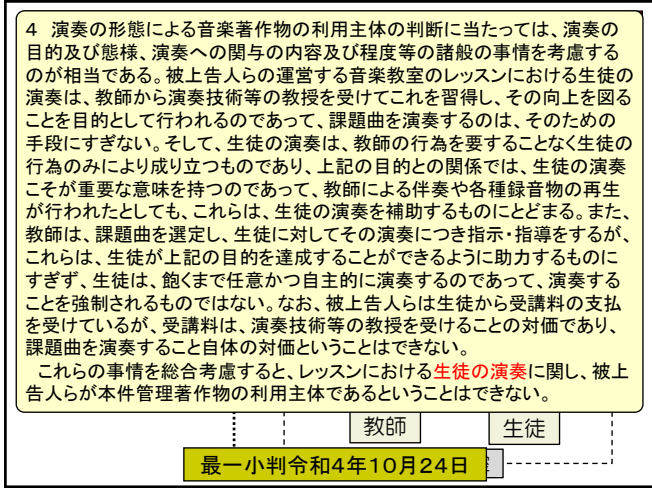 4　演奏の形態による音楽著作物の利用主体の判断に当たっては、演奏の
目的及び態様、演奏への関与の内容及び程度等の諸般の事情を考慮する
のが相当である。被上告人らの運営する音楽教室のレッスンにおける生徒の
演奏は、教師から演奏技術等の教授を受けてこれを習得し、その向上を図る
ことを目的として行われるのであって、課題曲を演奏するのは、そのための
手段にすぎない。そして、生徒の演奏は、教師の行為を要することなく生徒の
行為のみにより成り立つものであり、上記の目的との関係では、生徒の演奏
こそが重要な意味を持つのであって、教師による伴奏や各種録音物の再生
が行われたとしても、これらは、生徒の演奏を補助するものにとどまる。また、
教師は、課題曲を選定し、生徒に対してその演奏につき指示・指導をするが、
これらは、生徒が上記の目的を達成することができるように助力するものに
すぎず、生徒は、飽くまで任意かつ自主的に演奏するのであって、演奏する
ことを強制されるものではない。なお、被上告人らは生徒から受講料の支払
を受けているが、受講料は、演奏技術等の教授を受けることの対価であり、
課題曲を演奏すること自体の対価ということはできない。
これらの事情を総合考慮すると、レッスンにおける生徒の演奏に関し、被上
告人らが本件管理著作物の利用主体であるということはできない。
教師　生徒
最一小判令和4年10月24日